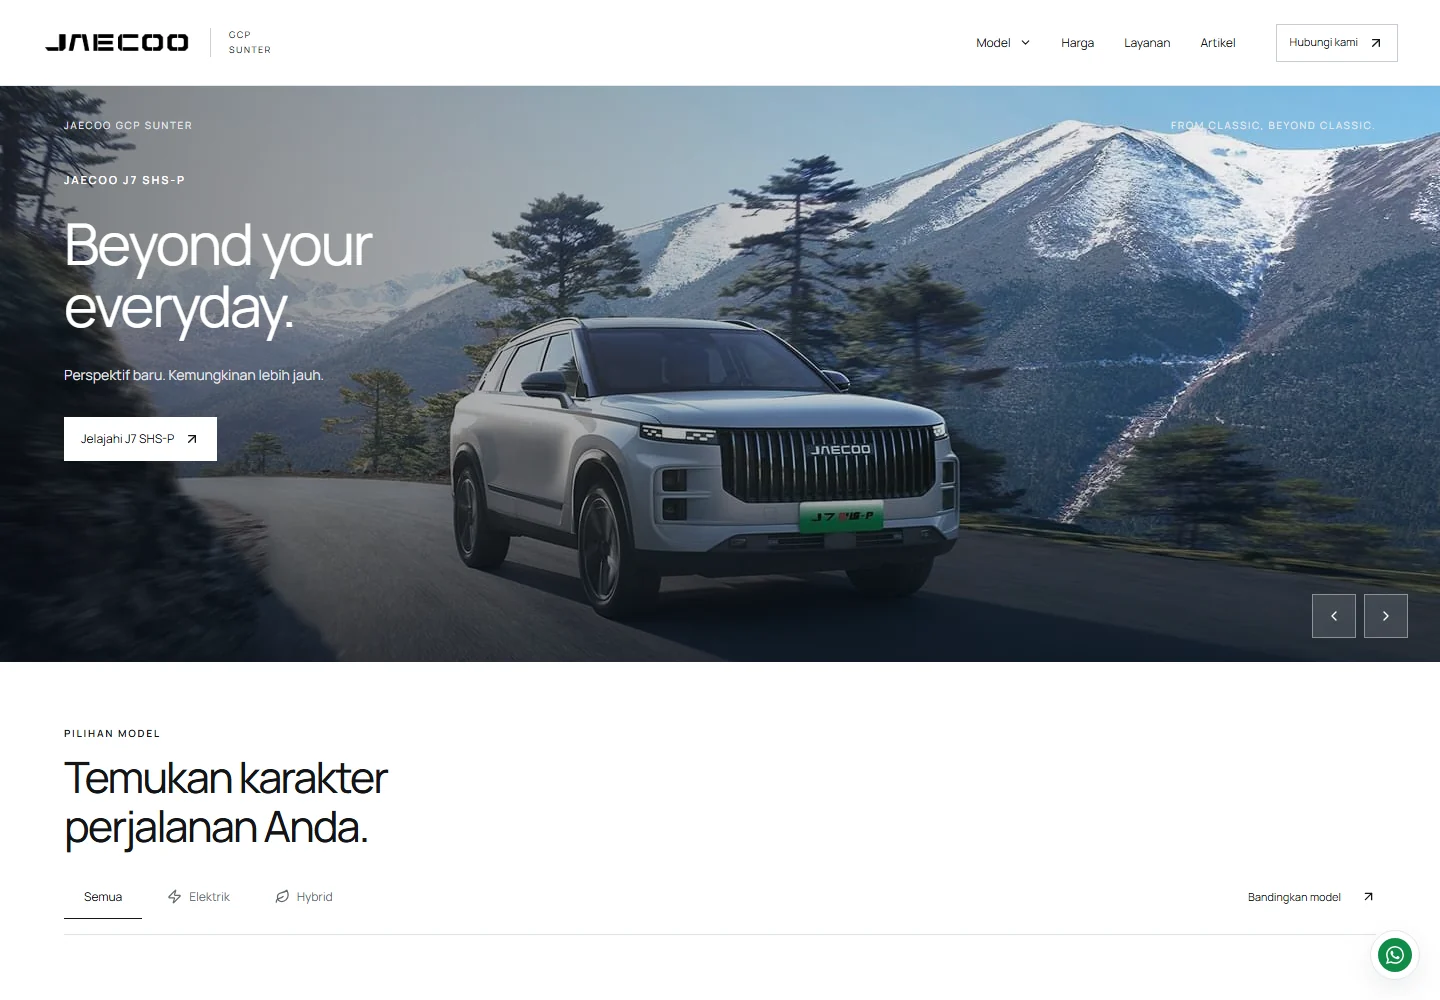 JAECOO
GCP
SUNTER
Model
Harga
Layanan
Artikel
Hubungi kami
JAECOO GCP SUNTER
FROM CLASSIC, BEYOND CLASSIC.
JAECOO J7 SHS-P
Beyond your
everyday.
Perspektif baru. Kemungkinan lebih jauh.
Jelajahi J7 SHS-P
JAECOO
J7 SHS-P
PILIHAN MODEL
Temukan karakter
perjalanan Anda.
Semua
Elektrik
Hybrid
Bandingkan model